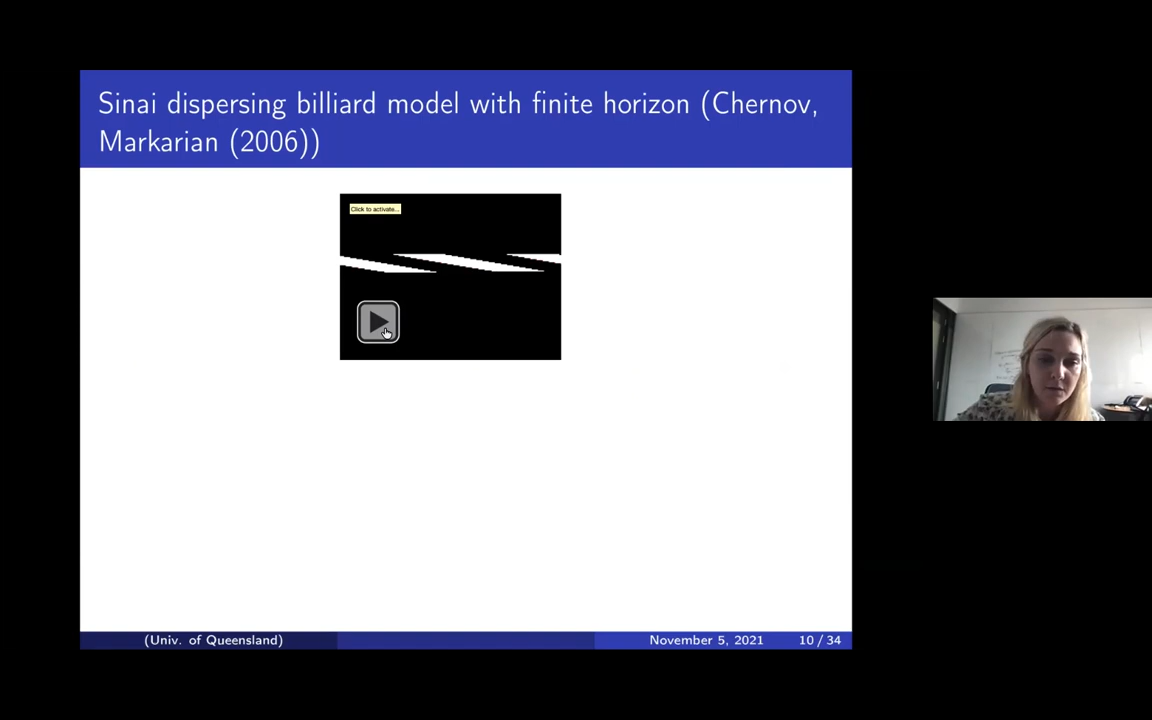 Sinai dispersing billiard model with finite horizon (Chernov,
Markarian (2006))
Click to activate...
(Univ. of Queensland)
November 5, 2021
10 / 34